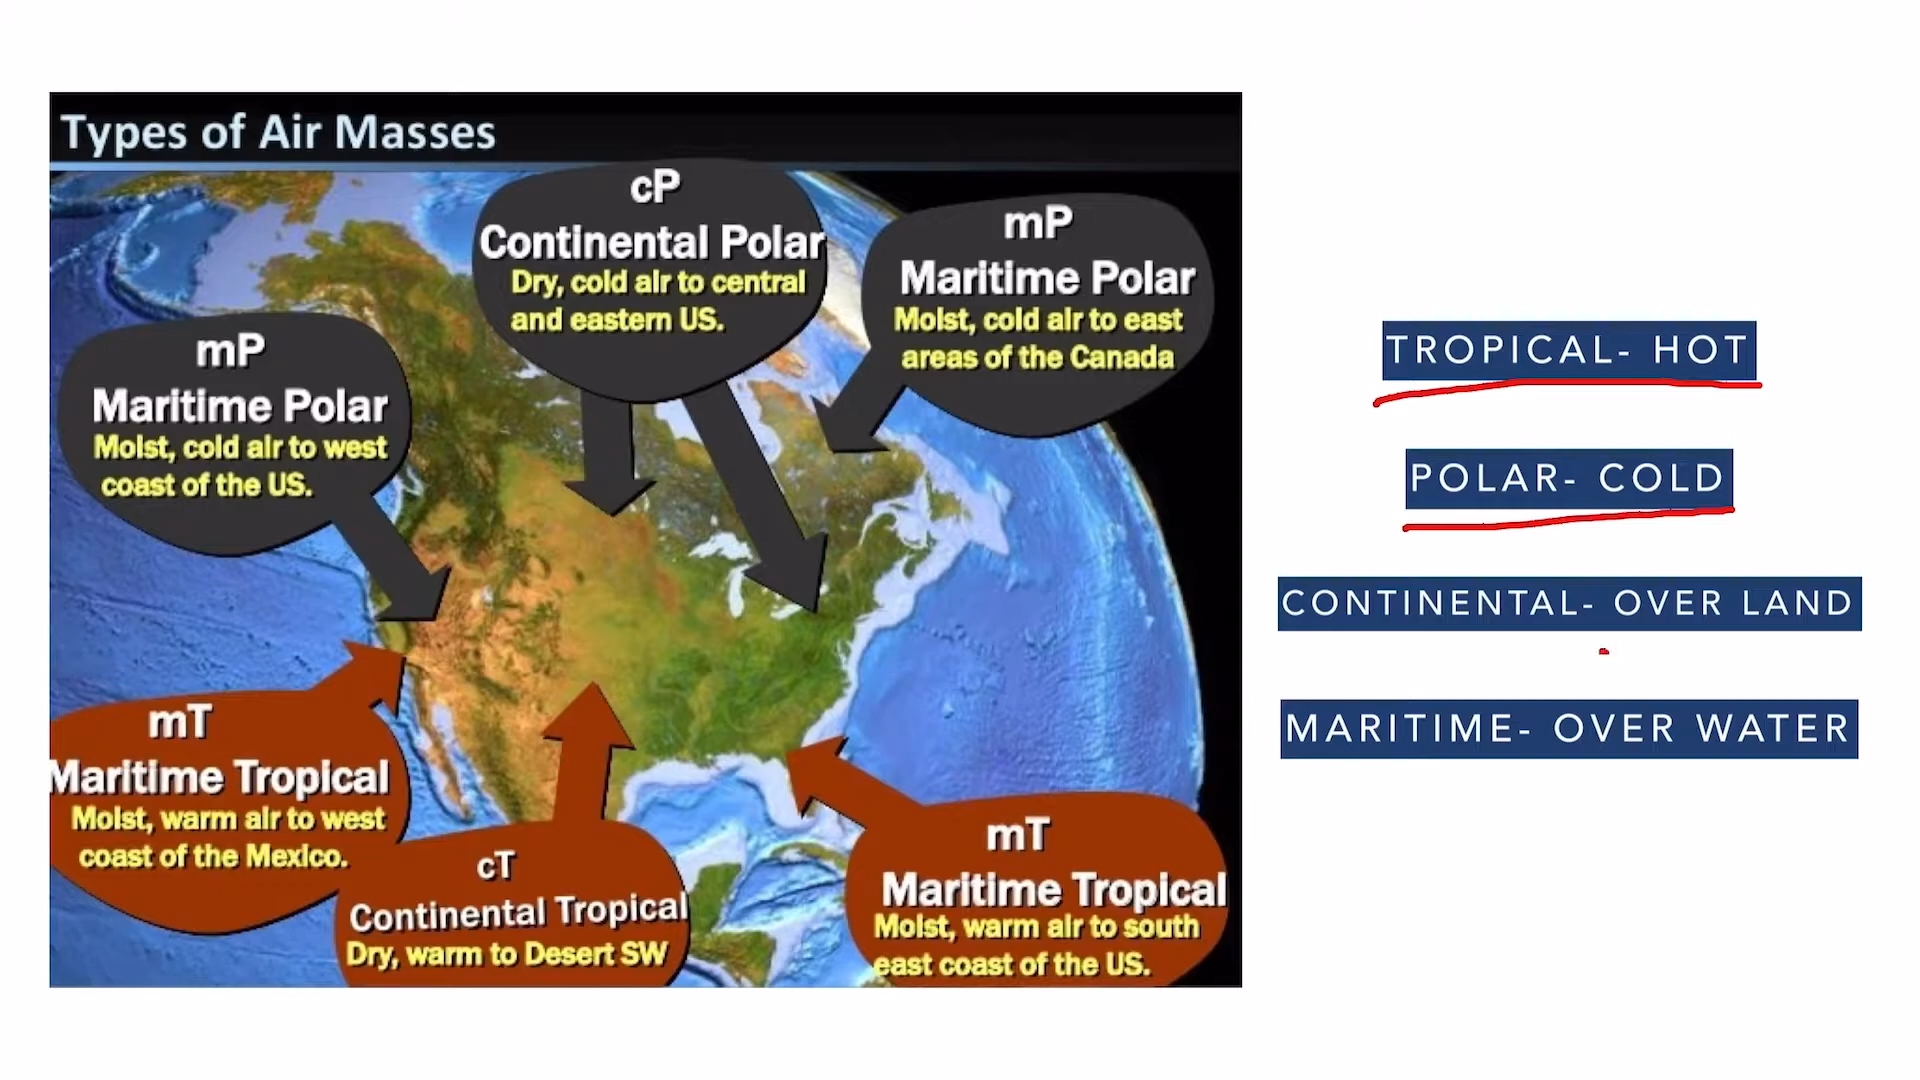 Types of Air Masses
cP
Continental Polar
Dry, cold air to central
and eastern US.
mP
Maritime Polar
Moist, cold air to east
areas of the Canada
mP
Maritime Polar
Moist, cold air to west
coast of the US.
mT
Maritime Tropical
Moist, warm air to west
coast of the Mexico.
cT
Continental Tropical
Dry, warm to Desert SW
mT
Maritime Tropical
Moist, warm air to south
east coast of the US.
TROPICAL- HOT
POLAR- COLD
CONTINENTAL- OVER LAND
MARITIME- OVER WATER